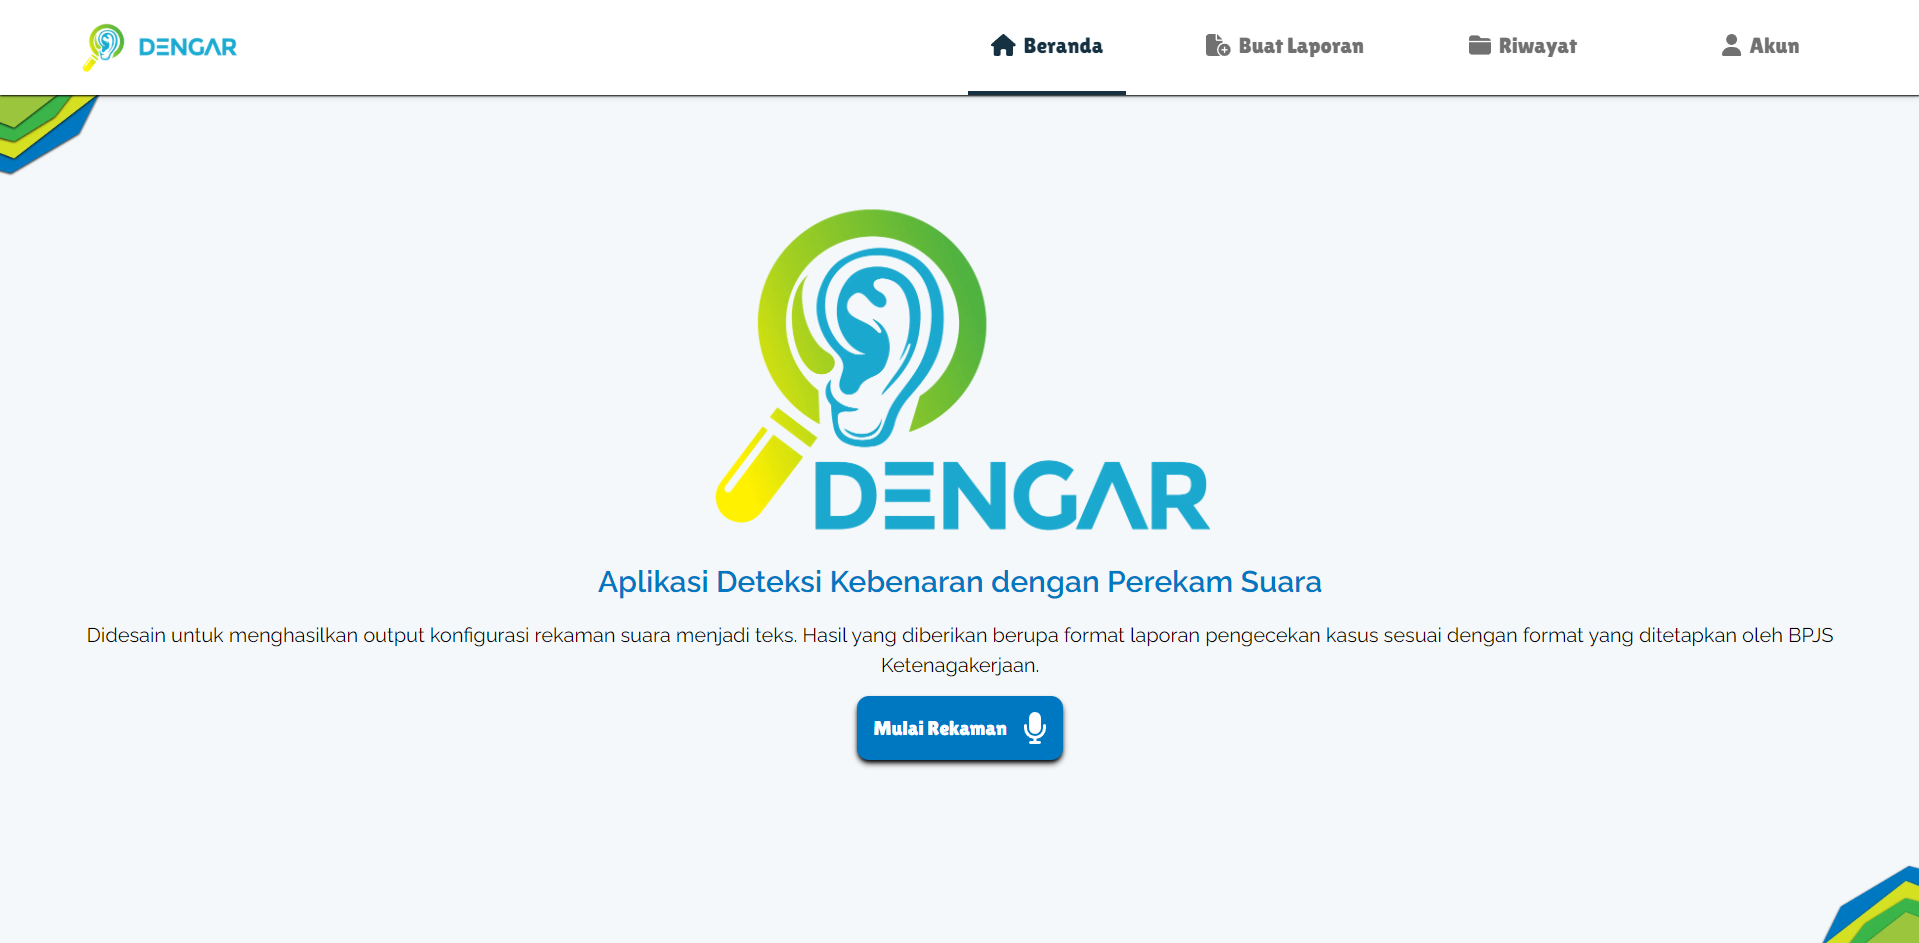 DENGAR
Beranda
Buat Laporan
Riwayat
Akun
DENGAR
Aplikasi Deteksi Kebenaran dengan Perekam Suara
Didesain untuk menghasilkan output konfigurasi rekaman suara menjadi teks. Hasil yang diberikan berupa format laporan pengecekan kasus sesuai dengan format yang ditetapkan oleh BPJS
Ketenagakerjaan.
Mulai Rekaman